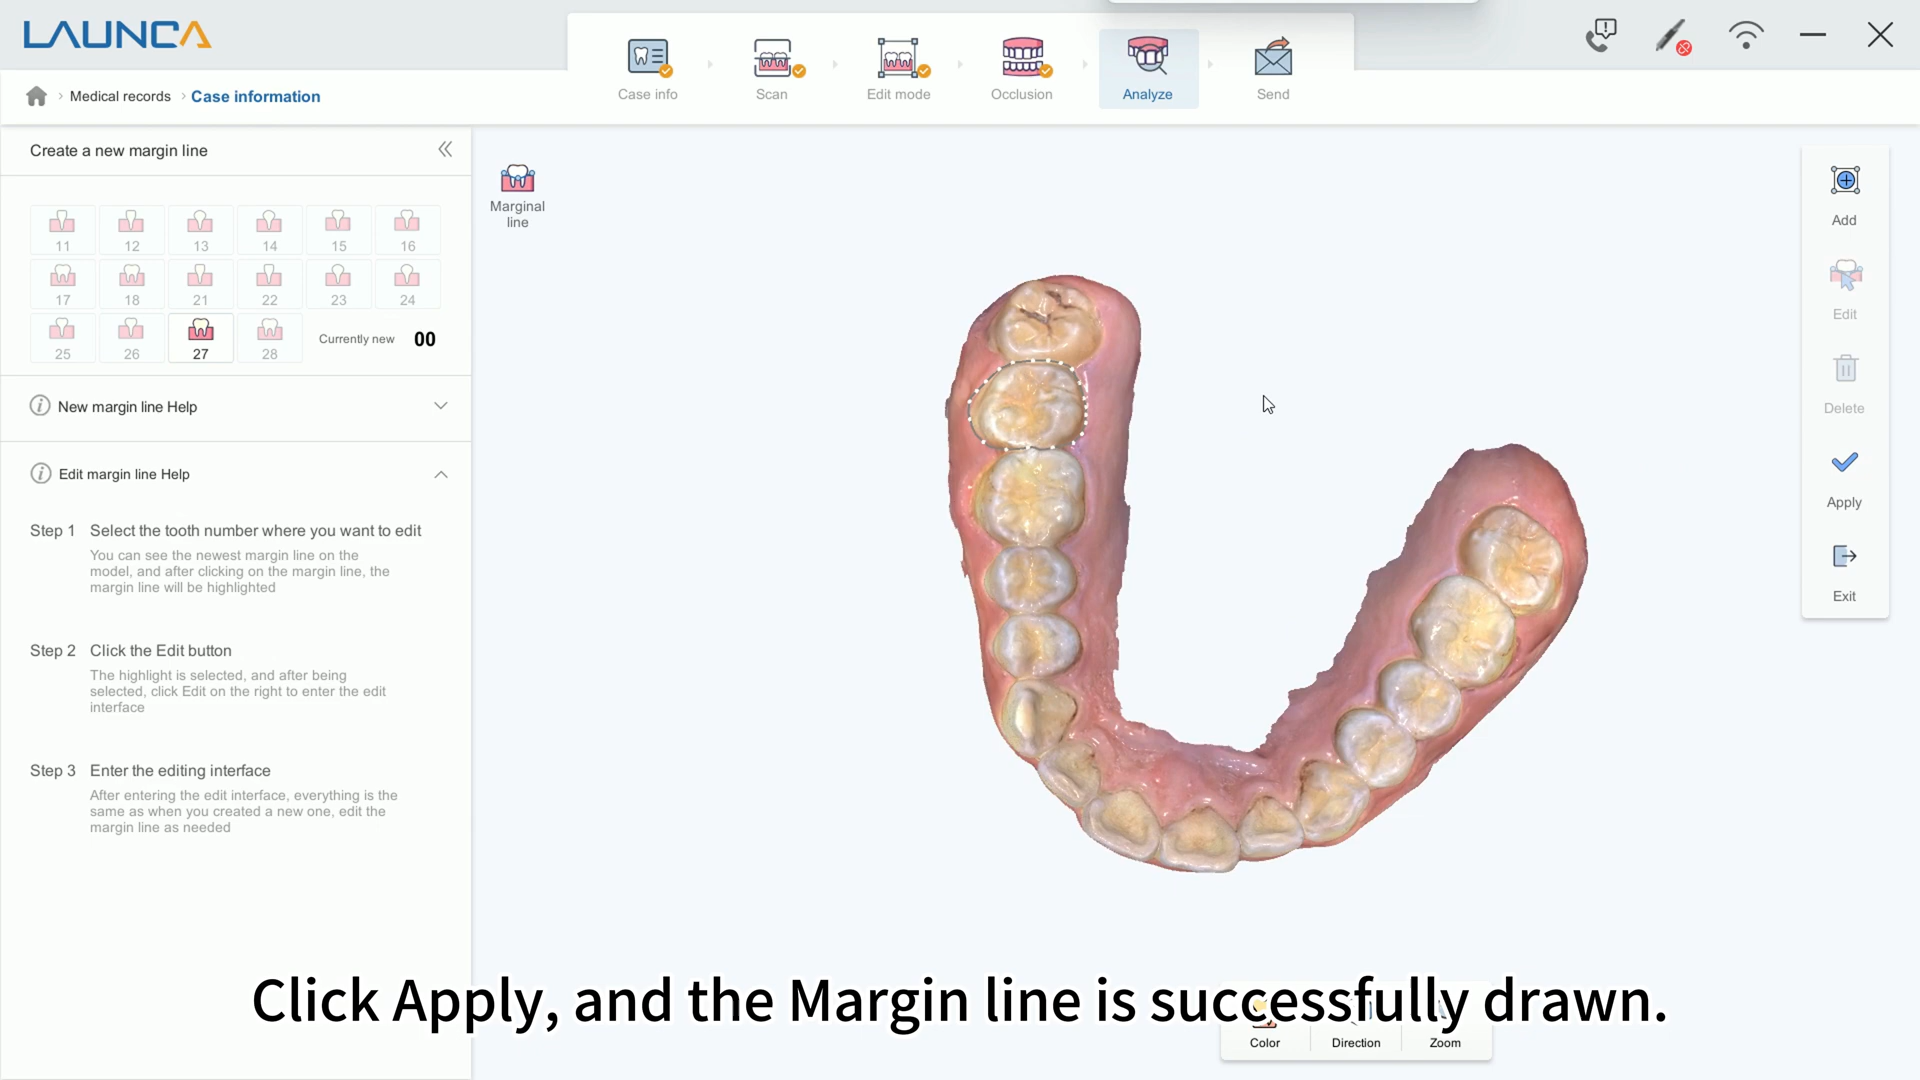 LAUNCA
Case info
Scan
Edit mode
Occlusion
Analyze
Send
Medical records
Case information
Create a new margin line
11 12 13 14 15 16
17 18 21 22 23 24
25 26 27 28 Currently new 00
New margin line Help
Edit margin line Help
Step 1 Select the tooth number where you want to edit
You can see the newest margin line on the
model, and after clicking on the margin line, the
margin line will be highlighted
Step 2 Click the Edit button
The highlight is selected, and after being
selected, click Edit on the right to enter the edit
interface
Step 3 Enter the editing interface
After entering the edit interface, everything is the
same as when you created a new one, edit the
margin line as needed
Marginal
line
Add
Edit
Delete
Apply
Exit
Click Apply, and the Margin line is successfully drawn.
Color
Direction
Zoom